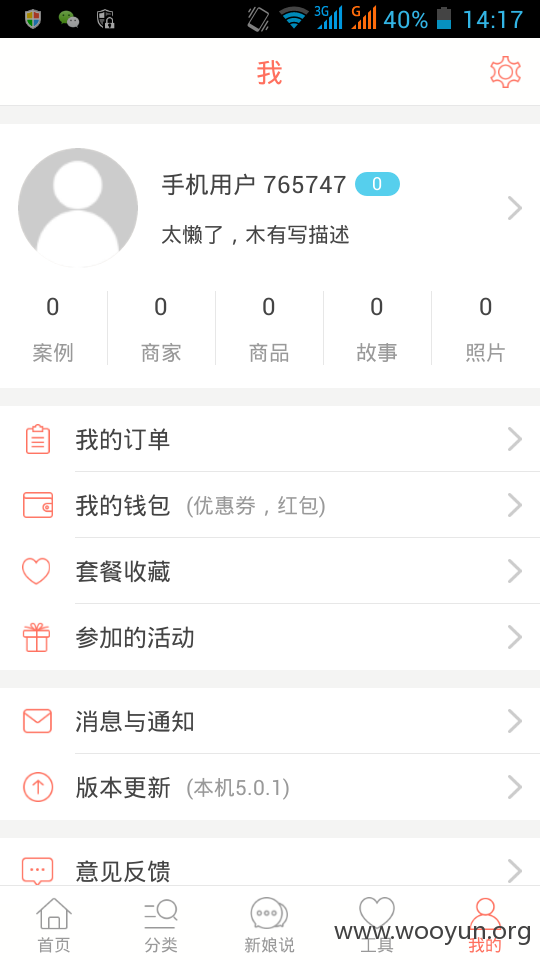 3G G 40% 14:17
我
手机用户 765747 0
太懒了，木有写描述
0 0 0 0 0
案例 商家 商品 故事 照片
我的订单
我的钱包 (优惠券，红包)
套餐收藏
参加的活动
消息与通知
版本更新 (本机5.0.1)
意见反馈
www.wooyun.org
首页 分类 新娘说 工具 我的